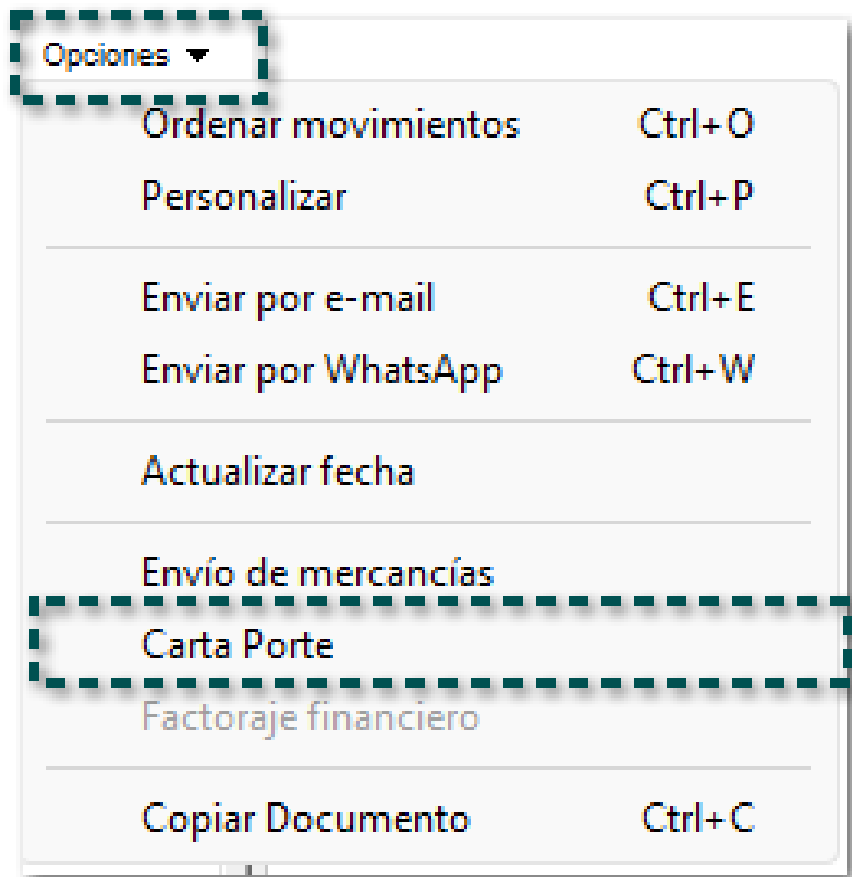 Opciones
Ordenar movimientos Ctrl+O
Personalizar Ctrl+P
Enviar por e-mail Ctrl+E
Enviar por WhatsApp Ctrl+W
Actualizar fecha
Envío de mercancías
Carta Porte
Factoraje financiero
Copiar Documento Ctrl+C